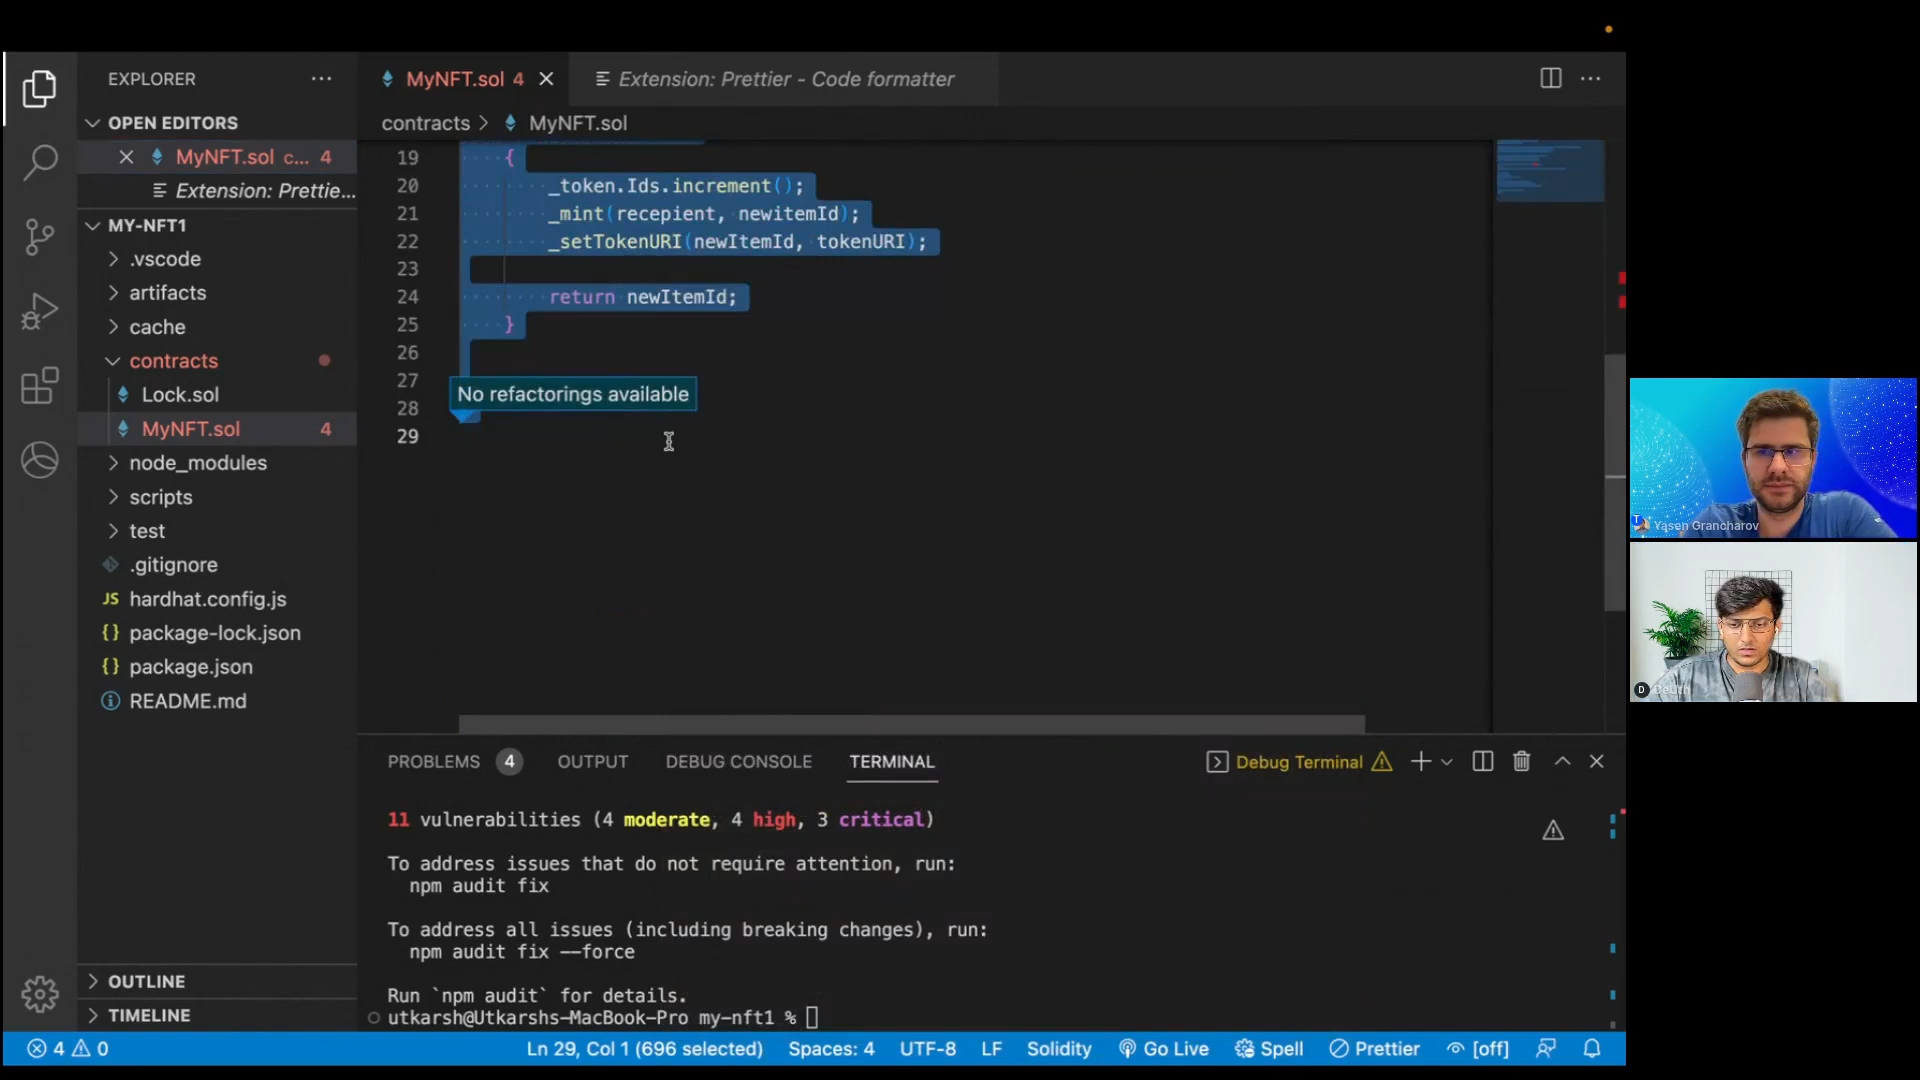 EXPLORER
OPEN EDITORS
MyNFT.sol c... 4
Extension: Prettie...
MY-NFT1
.vscode
artifacts
cache
contracts
Lock.sol
MyNFT.sol 4
node_modules
scripts
test
.gitignore
JS hardhat.config.js
{} package-lock.json
{} package.json
README.md
OUTLINE
TIMELINE
MyNFT.sol 4
Extension: Prettier - Code formatter
contracts > MyNFT.sol
19 {
20 _token.Ids.increment();
21 _mint(recepient, newitemId);
22 _setTokenURI(newItemId, tokenURI);
23
24 return newItemId;
25 }
26
27
No refactorings available
28
29
PROBLEMS 4 OUTPUT DEBUG CONSOLE TERMINAL
Debug Terminal
11 vulnerabilities (4 moderate, 4 high, 3 critical)
To address issues that do not require attention, run:
npm audit fix
To address all issues (including breaking changes), run:
npm audit fix --force
Run `npm audit` for details.
utkarsh@Utkarshs-MacBook-Pro my-nft1 %
4 0
Ln 29, Col 1 (696 selected) Spaces: 4 UTF-8 LF Solidity Go Live Spell Prettier [off]
Yasen Grancharov
D